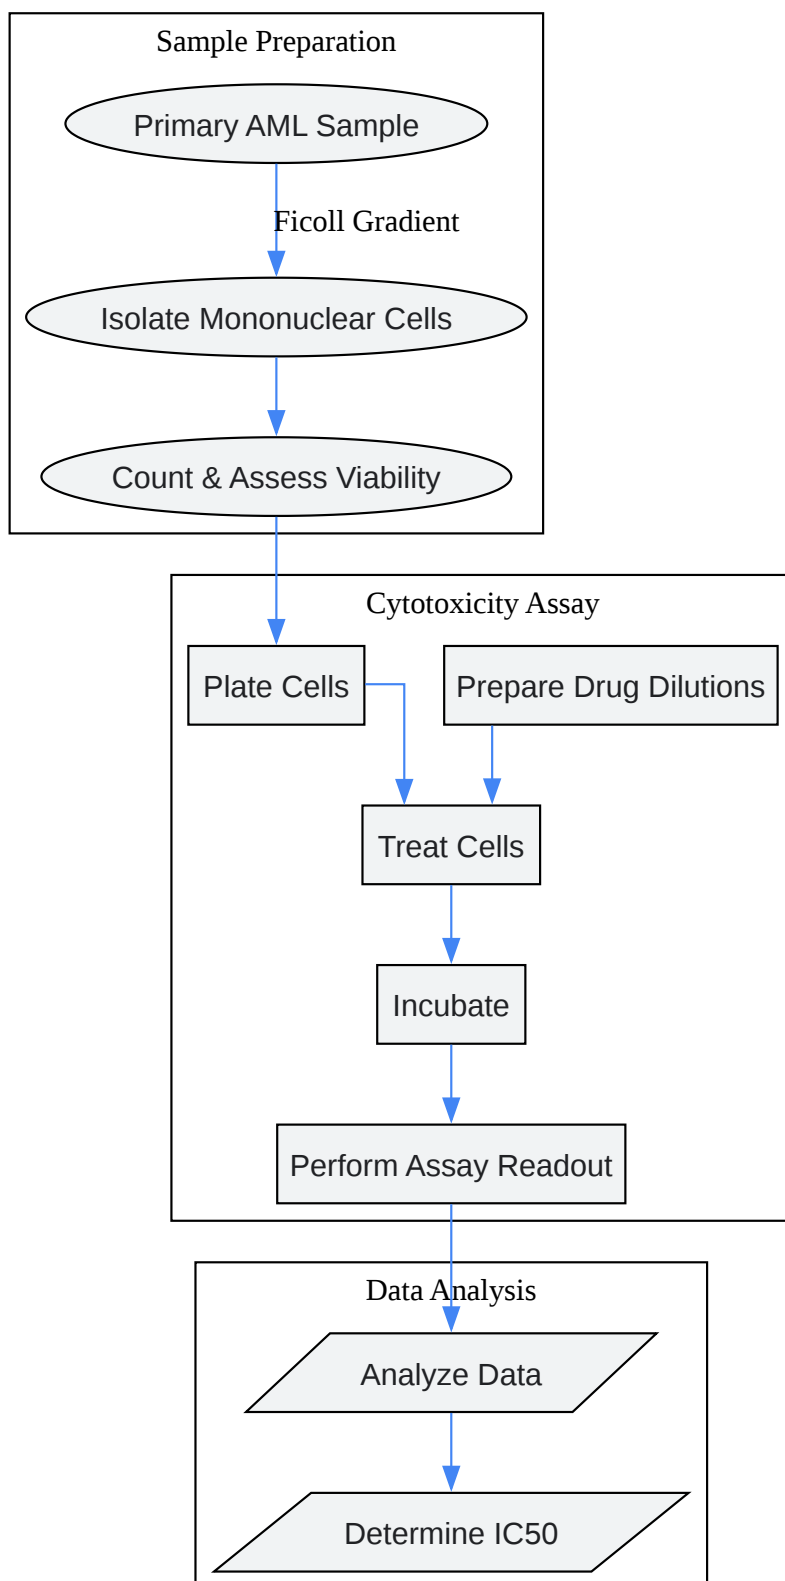 Sample Preparation
Primary AML Sample
Ficoll Gradient
Isolate Mononuclear Cells
Count & Assess Viability
Cytotoxicity Assay
Plate Cells
Prepare Drug Dilutions
Treat Cells
Incubate
Perform Assay Readout
Data Analysis
Analyze Data
Determine IC50